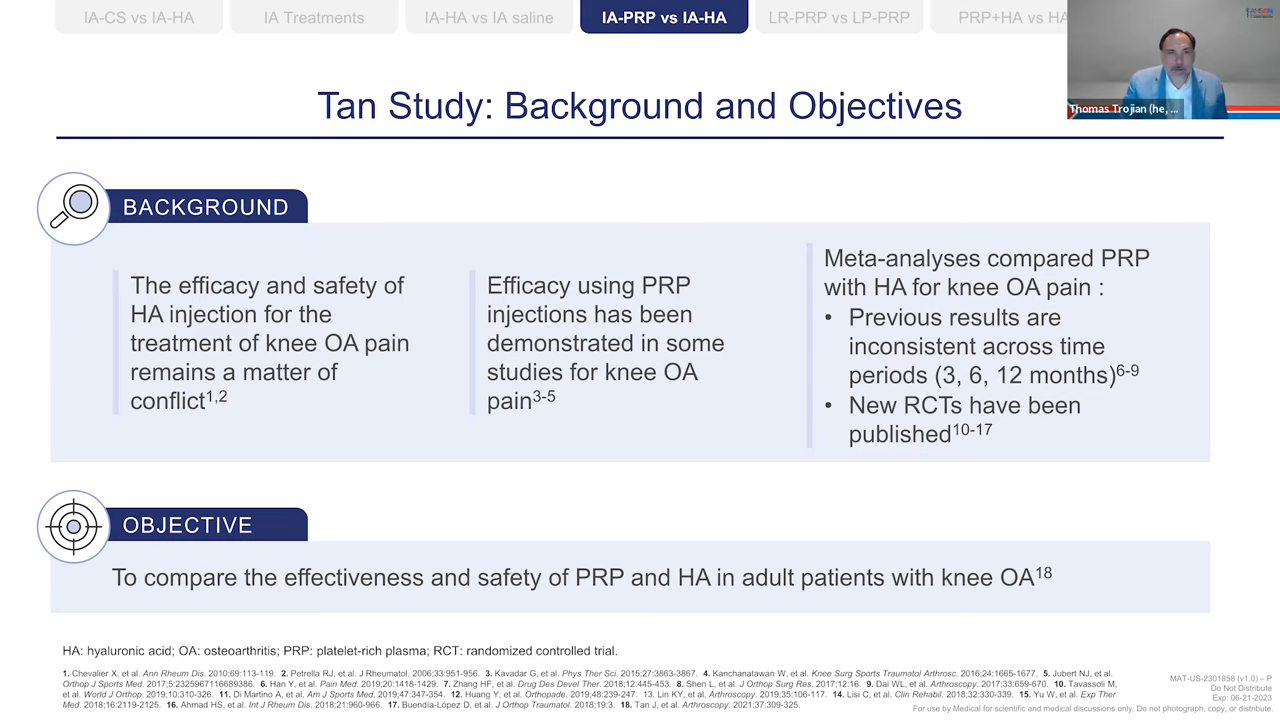 IA-CS vs IA-HA
IA Treatments
IA-HA vs IA saline
IA-PRP vs IA-HA
LR-PRP vs LP-PRP
PRP+HA vs HA
Thomas Trojian (he, ...
Tan Study: Background and Objectives
BACKGROUND
The efficacy and safety of
HA injection for the
treatment of knee OA pain
remains a matter of
conflict1,2
Efficacy using PRP
injections has been
demonstrated in some
studies for knee OA
pain3-5
Meta-analyses compared PRP
with HA for knee OA pain :
• Previous results are
inconsistent across time
periods (3, 6, 12 months)6-9
• New RCTs have been
published10-17
OBJECTIVE
To compare the effectiveness and safety of PRP and HA in adult patients with knee OA18
HA: hyaluronic acid; OA: osteoarthritis; PRP: platelet-rich plasma; RCT: randomized controlled trial.
1. Chevalier X, et al. Ann Rheum Dis. 2010;69:113-119. 2. Petrella RJ, et al. J Rheumatol. 2006;33:951-956. 3. Kavadar G, et al. Phys Ther Sci. 2015;27:3863-3867. 4. Kanchanatawan W, et al. Knee Surg Sports Traumatol Arthrosc. 2016;24:1665-1677. 5. Jubert NJ, et al.
Orthop J Sports Med. 2017;5:2325967116689386. 6. Han Y, et al. Pain Med. 2019;20:1418-1429. 7. Zhang HF, et al. Drug Des Devel Ther. 2018;12:445-453. 8. Shen L, et al. J Orthop Surg Res. 2017;12:16. 9. Dai WL, et al. Arthroscopy. 2017;33:659-670. 10. Tavassoli M,
et al. World J Orthop. 2019;10:310-326. 11. Di Martino A, et al. Am J Sports Med. 2019;47:347-354. 12. Huang Y, et al. Orthopade. 2019;48:239-247. 13. Lin KY, et al. Arthroscopy. 2019;35:106-117. 14. Lisi C, et al. Clin Rehabil. 2018;32:330-339. 15. Yu W, et al. Exp Ther
Med. 2018;16:2119-2125. 16. Ahmad HS, et al. Int J Rheum Dis. 2018;21:960-966. 17. Buendía-López D, et al. J Orthop Traumatol. 2018;19:3. 18. Tan J, et al. Arthroscopy. 2021;37:309-325.
MAT-US-2301858 (v1.0) – P
Do Not Distribute
Exp: 06-21-2023
For use by Medical for scientific and medical discussions only. Do not photograph, copy, or distribute.